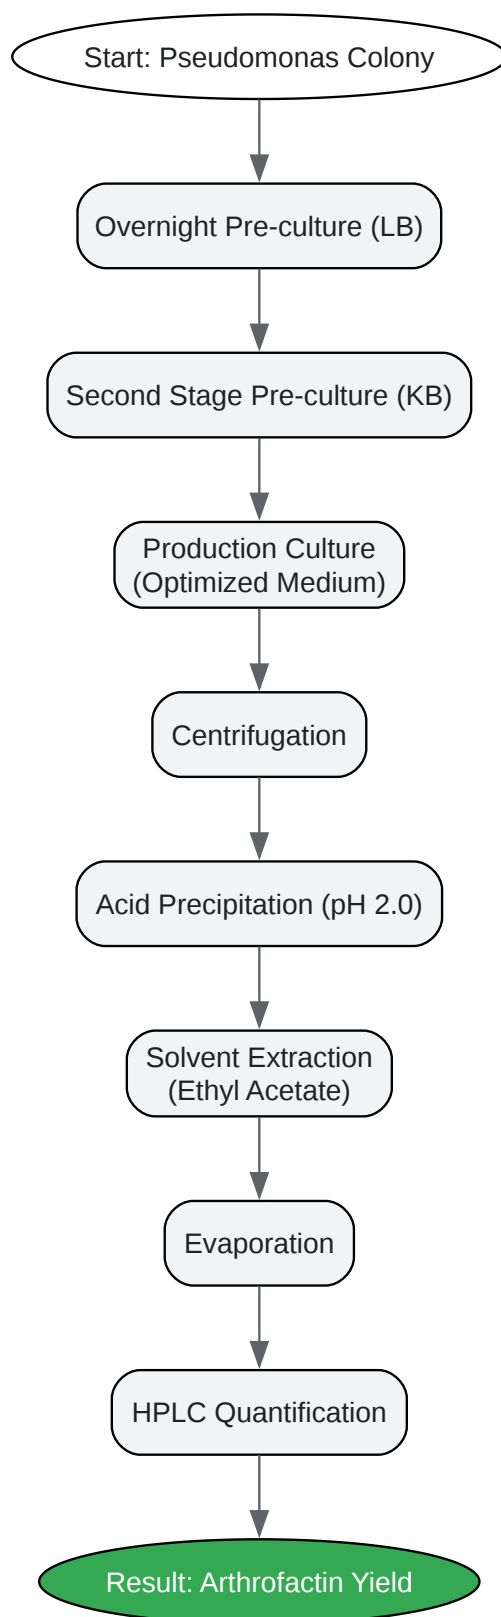 Start: Pseudomonas Colony
Overnight Pre-culture (LB)
Second Stage Pre-culture (KB)
Production Culture
(Optimized Medium)
Centrifugation
Acid Precipitation (pH 2.0)
Solvent Extraction
(Ethyl Acetate)
Evaporation
HPLC Quantification
Result: Arthrofactin Yield